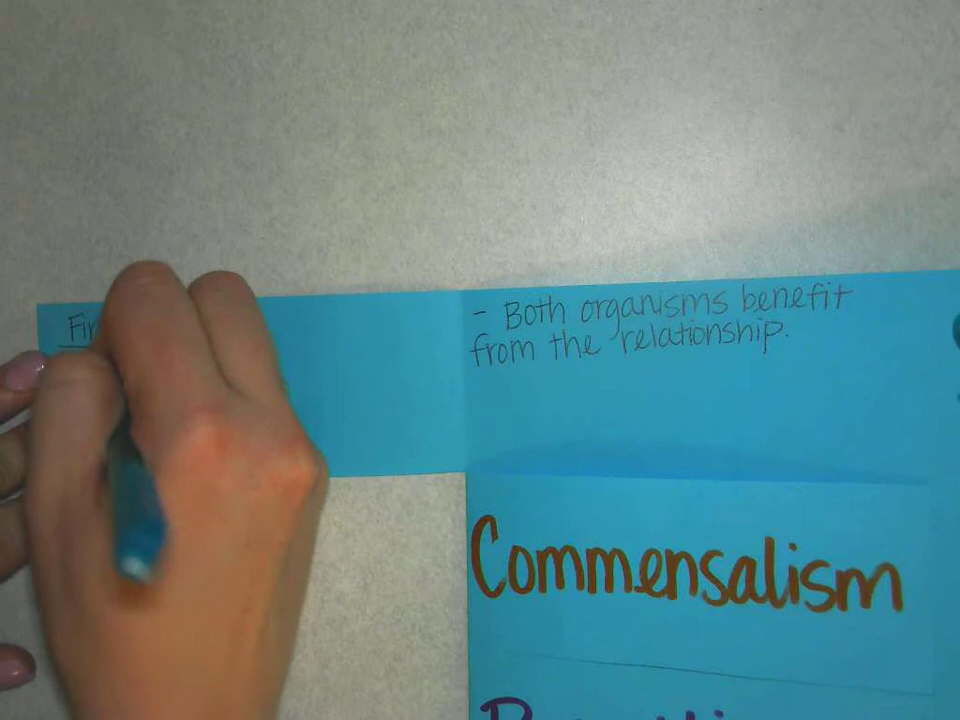 - Both organisms benefit
from the relationship.
Commensalism